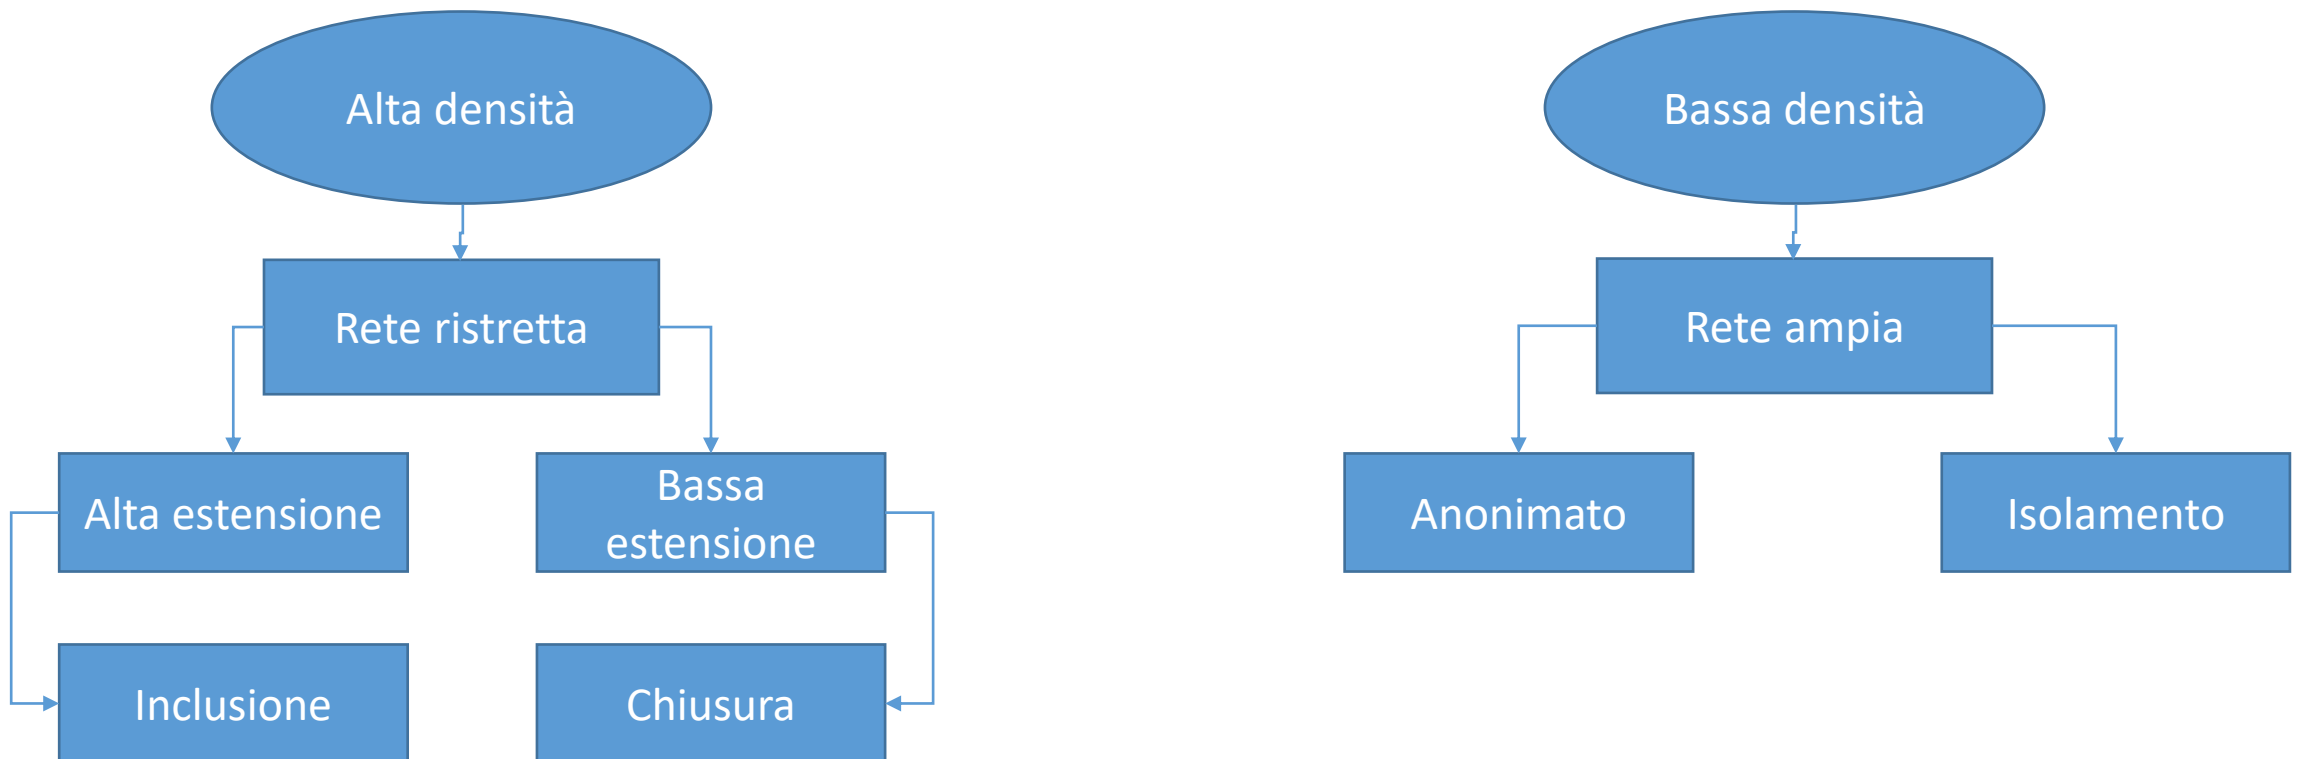 Alta densità
Bassa densità
Rete ristretta
Rete ampia
Alta estensione
Bassa
estensione
Anonimato
Isolamento
Inclusione
Chiusura